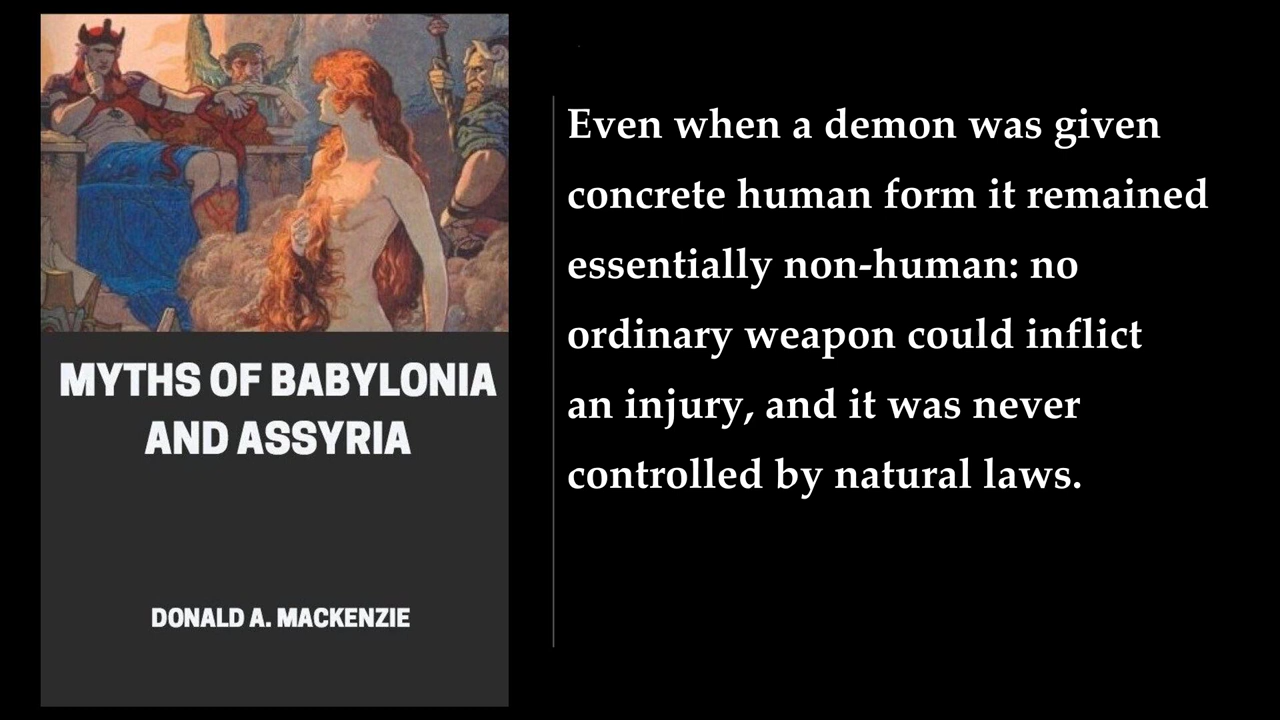 MYTHS OF BABYLONIA
AND ASSYRIA
DONALD A. MACKENZIE
Even when a demon was given
concrete human form it remained
essentially non-human: no
ordinary weapon could inflict
an injury, and it was never
controlled by natural laws.